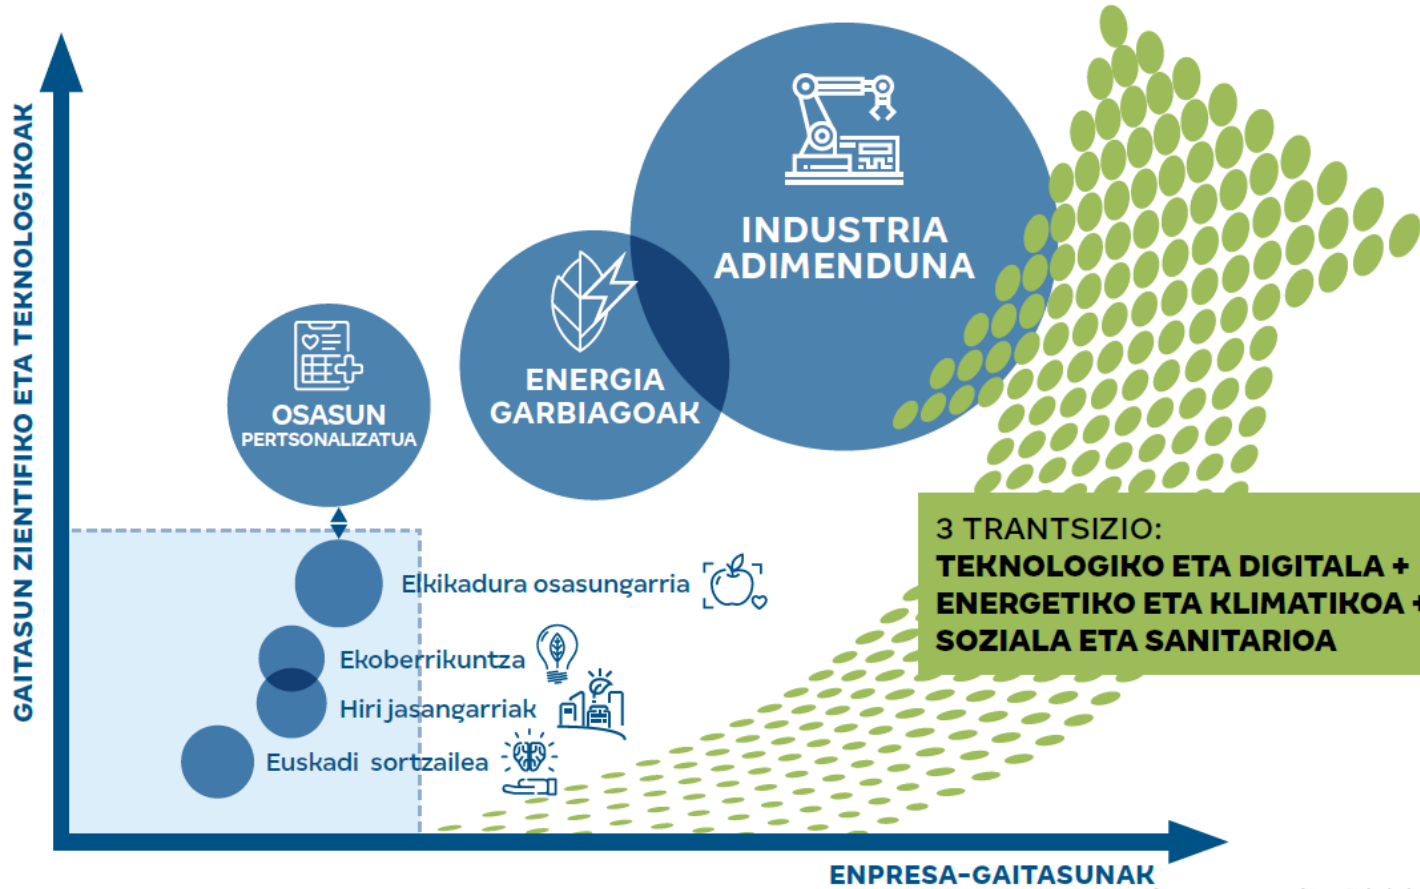 GAITASUN ZIENTIFIKO ETA TEKNOLOGIKOAK
INDUSTRIA
ADIMENDUNA
ENERGIA
GARBIAGOAK
OSASUN
PERTSONALIZATUA
3 TRANTSIZIO:
TEKNOLOGIKO ETA DIGITALA +
ENERGETIKO ETA KLIMATIKOA +
SOZIALA ETA SANITARIOA
Elkikadura osasungarria
Ekoberrikuntza
Hiri jasangarriak
Euskadi sortzailea
ENPRESA-GAITASUNAK